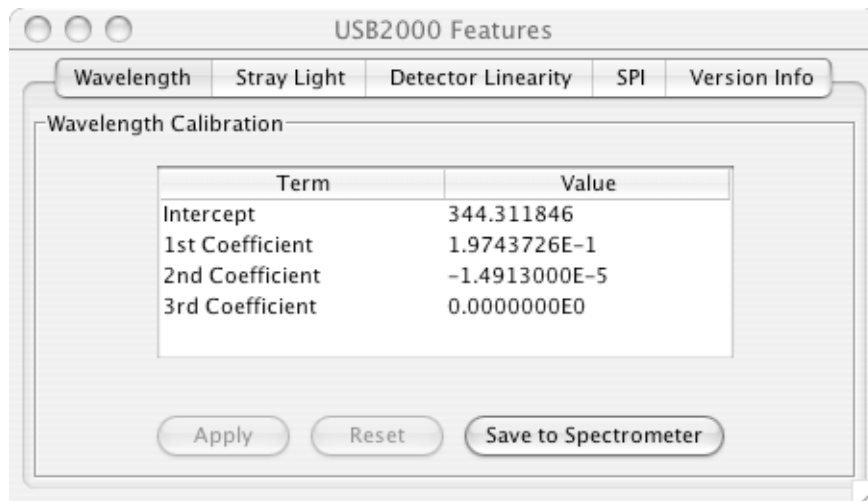 USB2000 Features
Wavelength Stray Light Detector Linearity SPI Version Info
Wavelength Calibration
Term Value
Intercept 344.311846
1st Coefficient 1.9743726E-1
2nd Coefficient -1.4913000E-5
3rd Coefficient 0.0000000E0
Apply Reset Save to Spectrometer